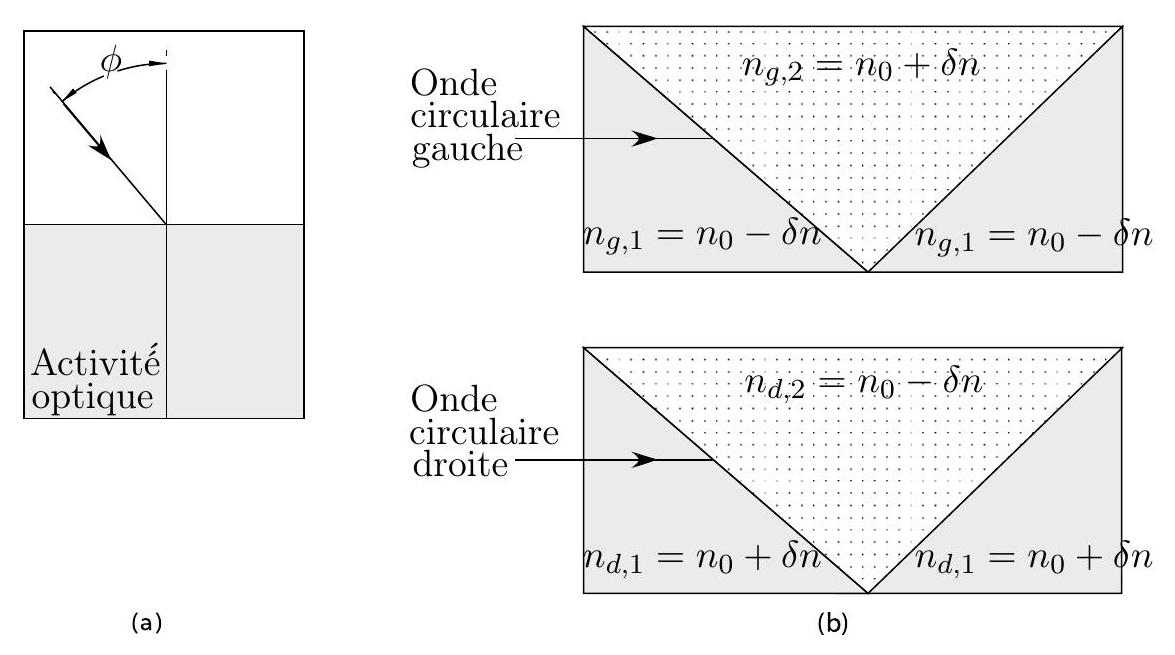 ϕ
Activité
optique
(a)
Onde
circulaire
gauche
n_{g,2} = n_0 + δn
n_{g,1} = n_0 − δn
n_{g,1} = n_0 − δn
Onde
circulaire
droite
n_{d,2} = n_0 − δn
n_{d,1} = n_0 + δn
n_{d,1} = n_0 + δn
(b)